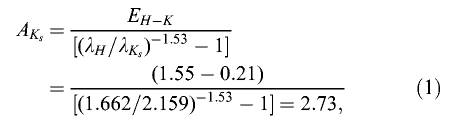 A_{K_s} = \frac{E_{H-K}}{[(\lambda_H/\lambda_{K_s})^{-1.53} - 1]}
= \frac{(1.55 - 0.21)}{[(1.662/2.159)^{-1.53} - 1] = 2.73,} (1)